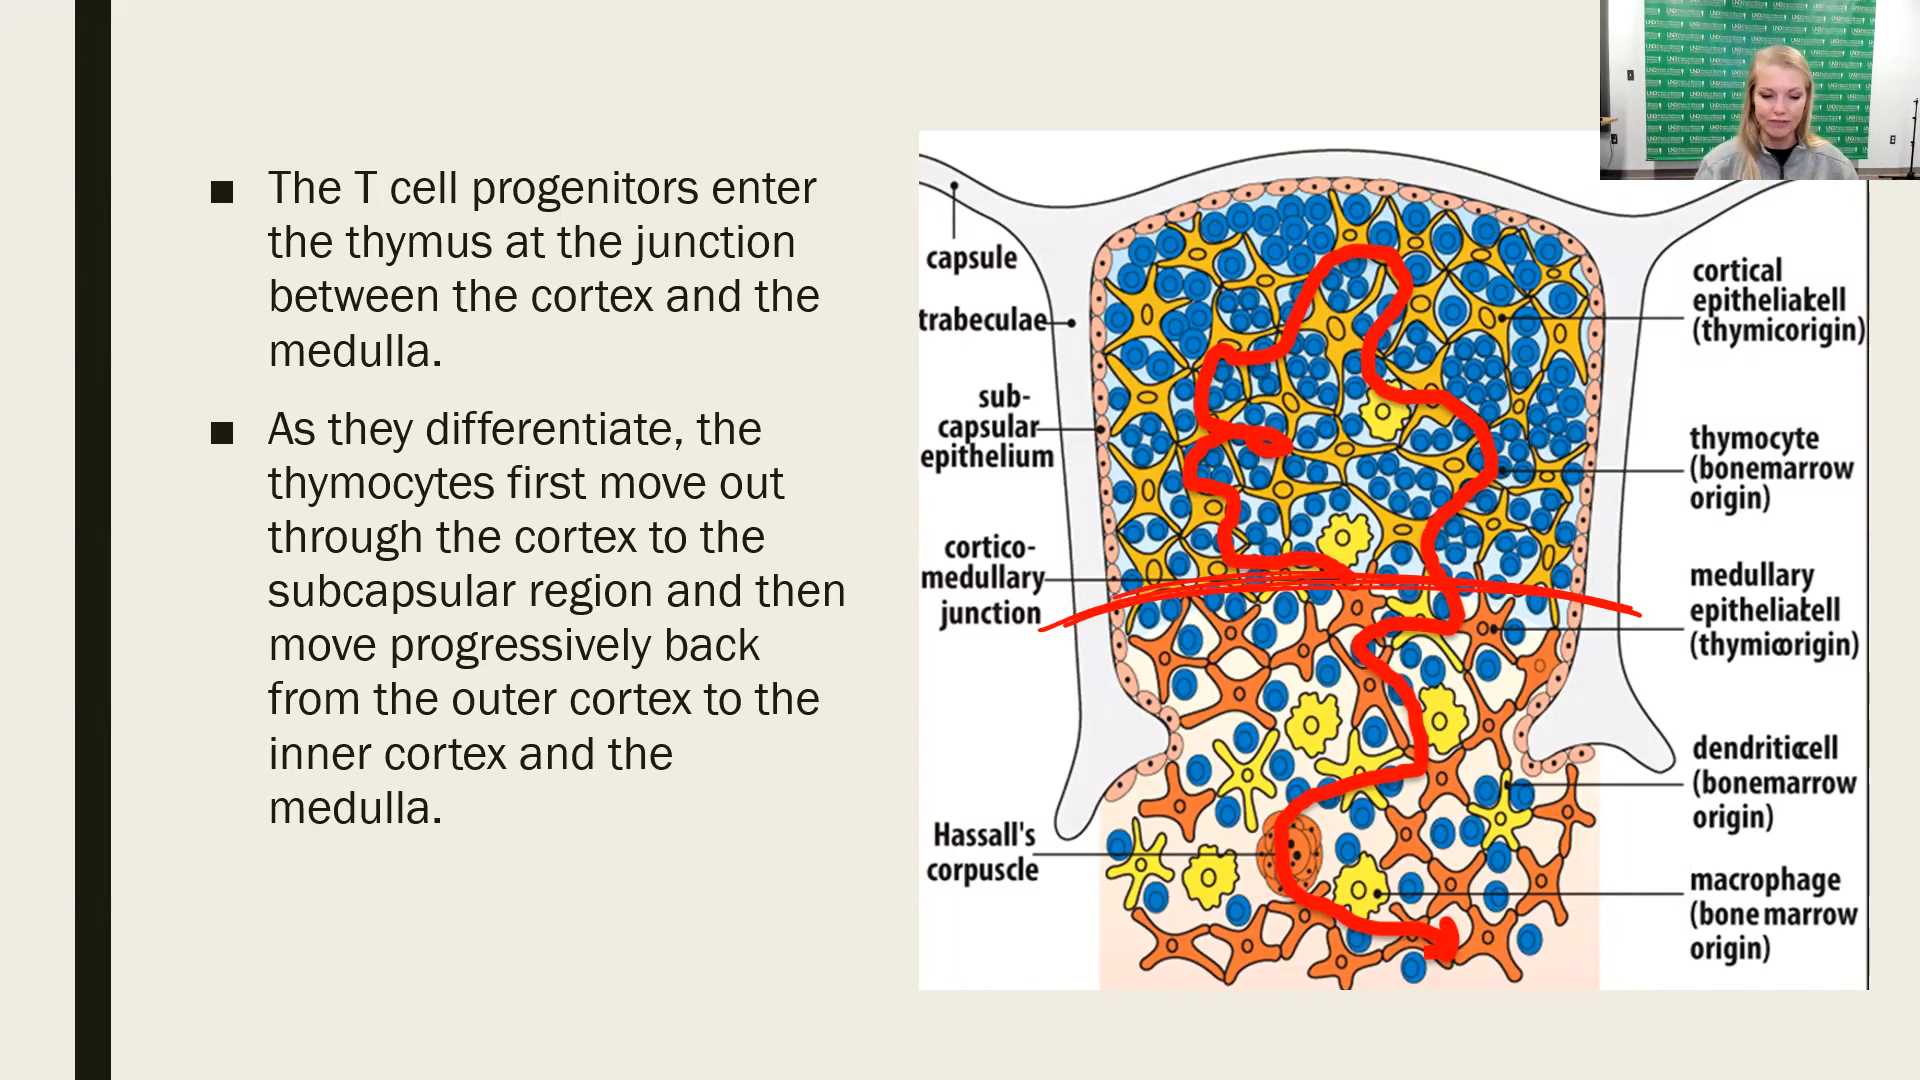 The T cell progenitors enter
the thymus at the junction
between the cortex and the
medulla.
As they differentiate, the
thymocytes first move out
through the cortex to the
subcapsular region and then
move progressively back
from the outer cortex to the
inner cortex and the
medulla.
capsule
trabeculae
sub-
capsular
epithelium
cortico-
medullary
junction
Hassall's
corpuscle
cortical
epithelial cell
(thymic origin)
thymocyte
(bone marrow
origin)
medullary
epithelial cell
(thymic origin)
dendritic cell
(bone marrow
origin)
macrophage
(bone marrow
origin)